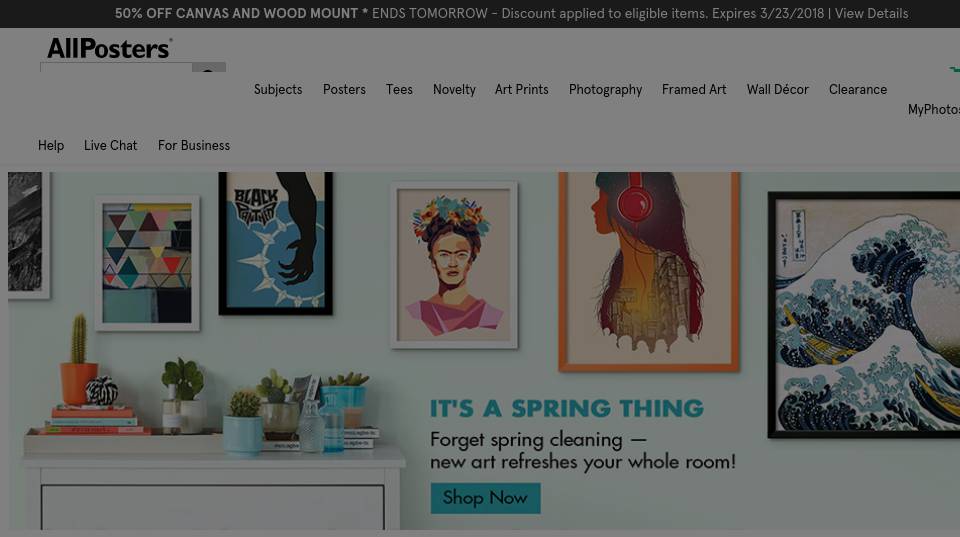 50% OFF CANVAS AND WOOD MOUNT * ENDS TOMORROW - Discount applied to eligible items. Expires 3/23/2018 | View Details
AllPosters
Subjects Posters Tees Novelty Art Prints Photography Framed Art Wall Décor Clearance
MyPhotos
Help Live Chat For Business
BLACK
IT'S A SPRING THING
Forget spring cleaning —
new art refreshes your whole room!
Shop Now